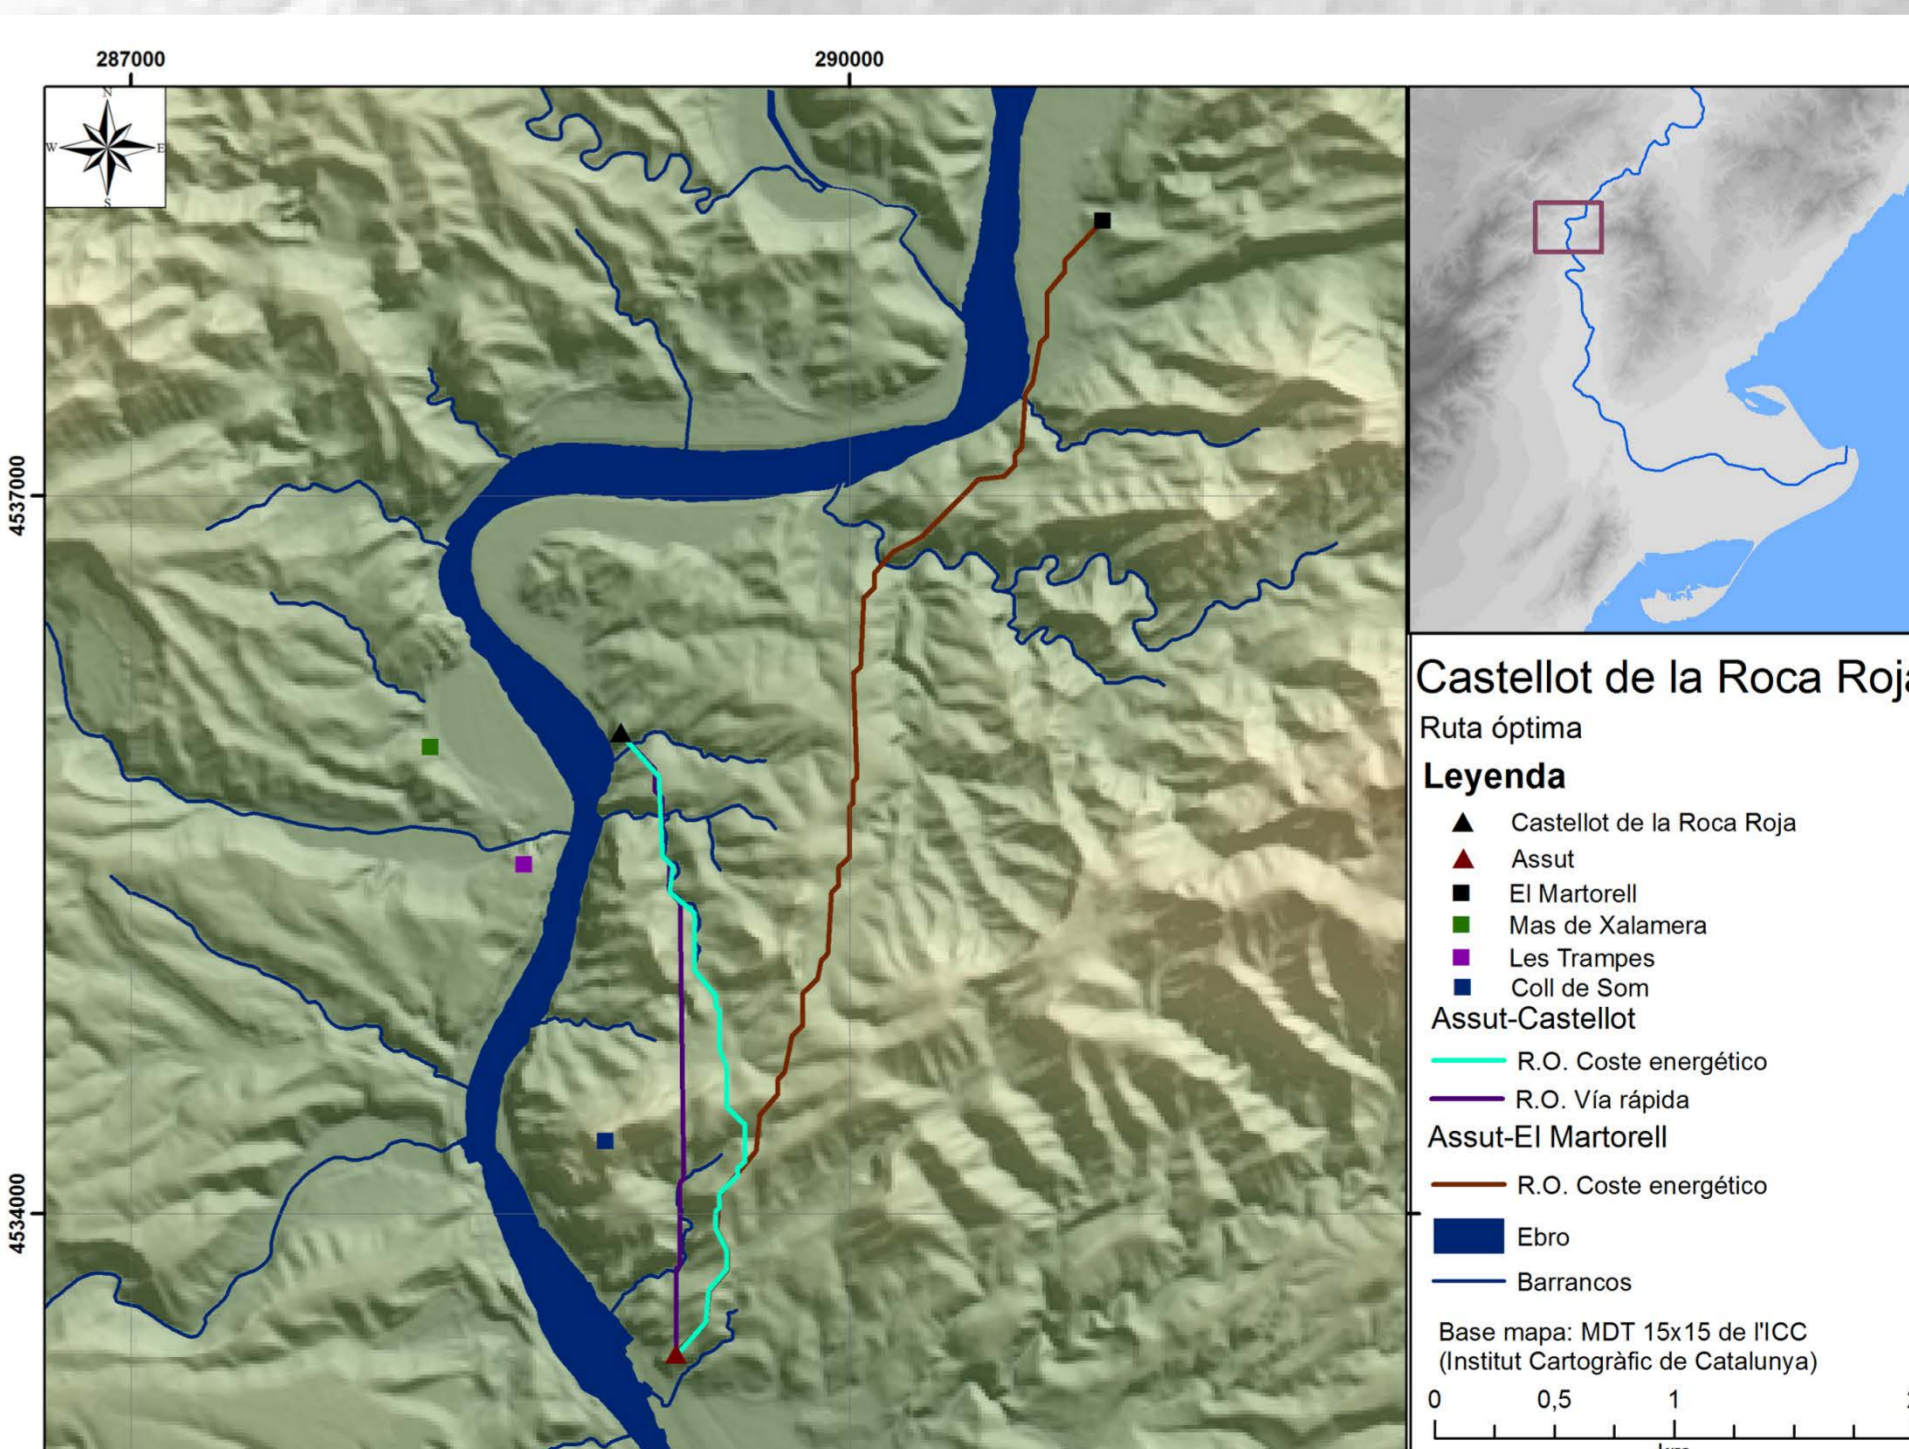 287000
290000
N
W
E
S
4537000
4534000
Castellot de la Roca Roja
Ruta óptima
Leyenda
Castellot de la Roca Roja
Assut
El Martorell
Mas de Xalamera
Les Trampes
Coll de Som
Assut-Castellot
R.O. Coste energético
R.O. Vía rápida
Assut-El Martorell
R.O. Coste energético
Ebro
Barrancos
Base mapa: MDT 15x15 de l'ICC
(Institut Cartogràfic de Catalunya)
0 0,5 1